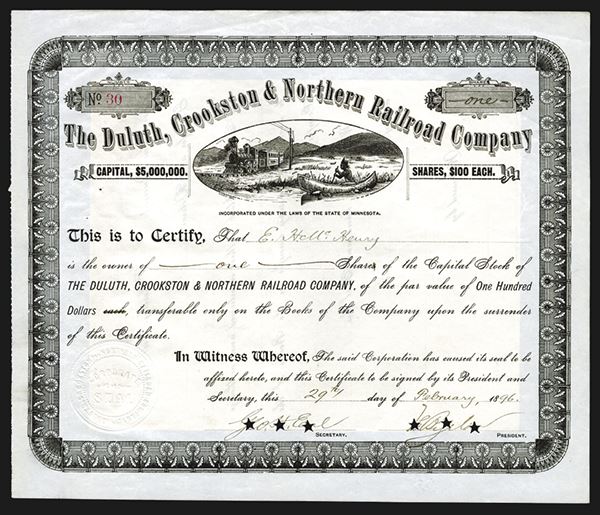 No 30
one
The Duluth, Crookston & Northern Railroad Company
CAPITAL, $5,000,000.
SHARES, $100 EACH.
INCORPORATED UNDER THE LAWS OF THE STATE OF MINNESOTA.
This is to Certify, That E. H. Mc Henry
is the owner of one Shares of the Capital Stock of
THE DULUTH, CROOKSTON & NORTHERN RAILROAD COMPANY, of the par value of One Hundred
Dollars each, transferable only on the Books of the Company upon the surrender
of this Certificate.
In Witness Whereof, The said Corporation has caused its seal to be
affixed hereto, and this Certificate to be signed by its President and
Secretary, this 29th day of February, 1896.
SECRETARY.
PRESIDENT.